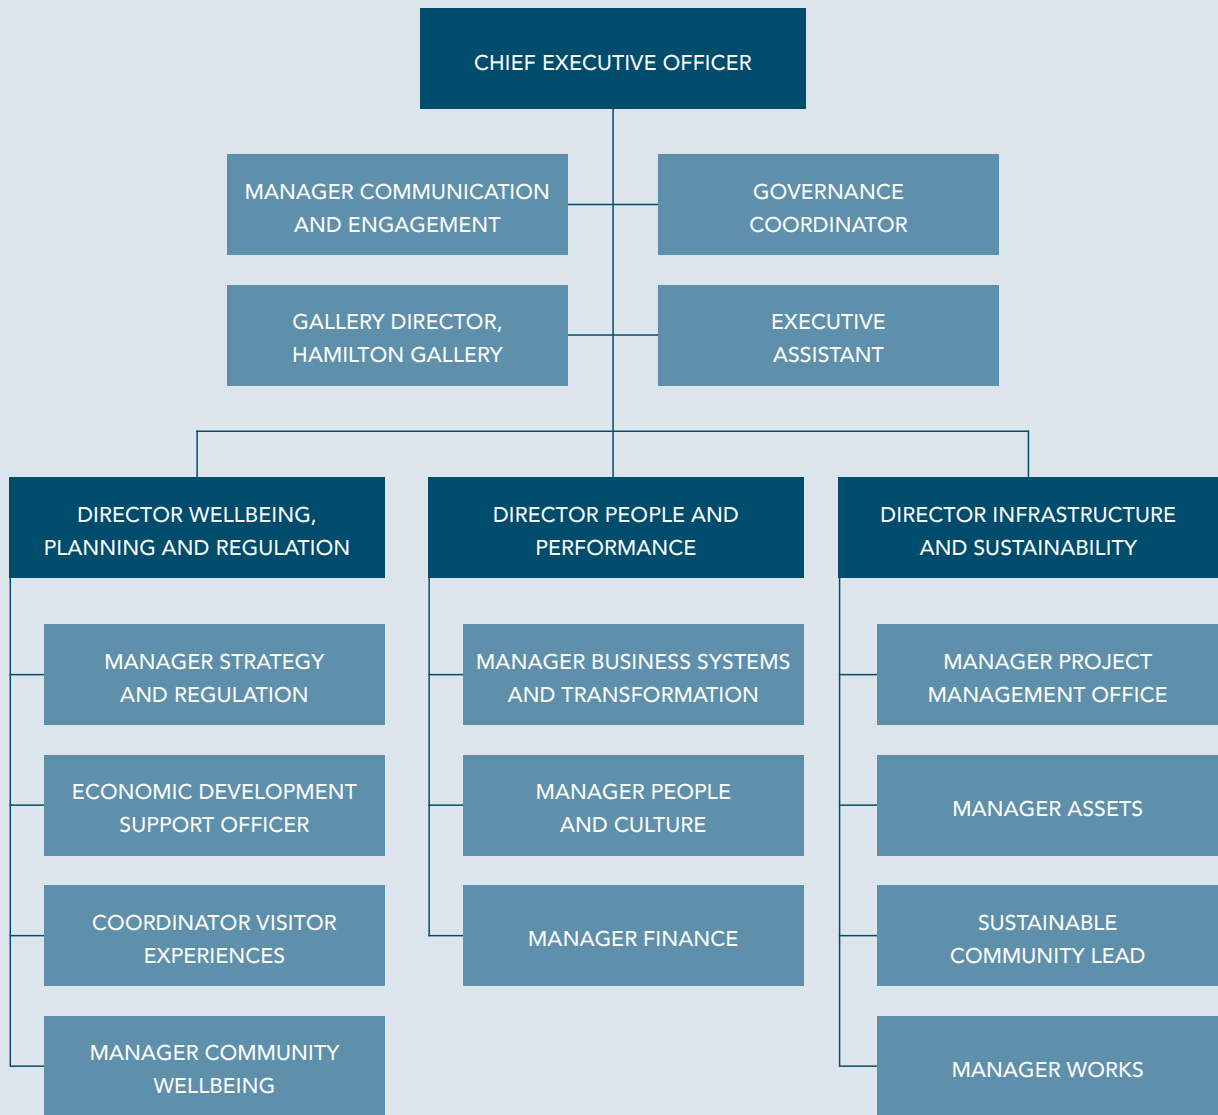 CHIEF EXECUTIVE OFFICER
MANAGER COMMUNICATION
AND ENGAGEMENT
GOVERNANCE
COORDINATOR
GALLERY DIRECTOR,
HAMILTON GALLERY
EXECUTIVE
ASSISTANT
DIRECTOR WELLBEING,
PLANNING AND REGULATION
MANAGER STRATEGY
AND REGULATION
ECONOMIC DEVELOPMENT
SUPPORT OFFICER
COORDINATOR VISITOR
EXPERIENCES
MANAGER COMMUNITY
WELLBEING
DIRECTOR PEOPLE AND
PERFORMANCE
MANAGER BUSINESS SYSTEMS
AND TRANSFORMATION
MANAGER PEOPLE
AND CULTURE
MANAGER FINANCE
DIRECTOR INFRASTRUCTURE
AND SUSTAINABILITY
MANAGER PROJECT
MANAGEMENT OFFICE
MANAGER ASSETS
SUSTAINABLE
COMMUNITY LEAD
MANAGER WORKS